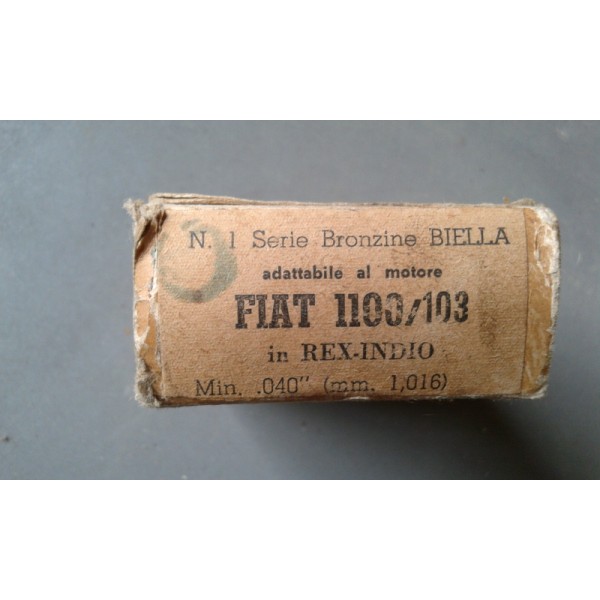 N. 1 Serie Bronzine BIELLA
adattabile al motore
FIAT 1100/103
in REX-INDIO
Min. .040" (mm. 1,016)